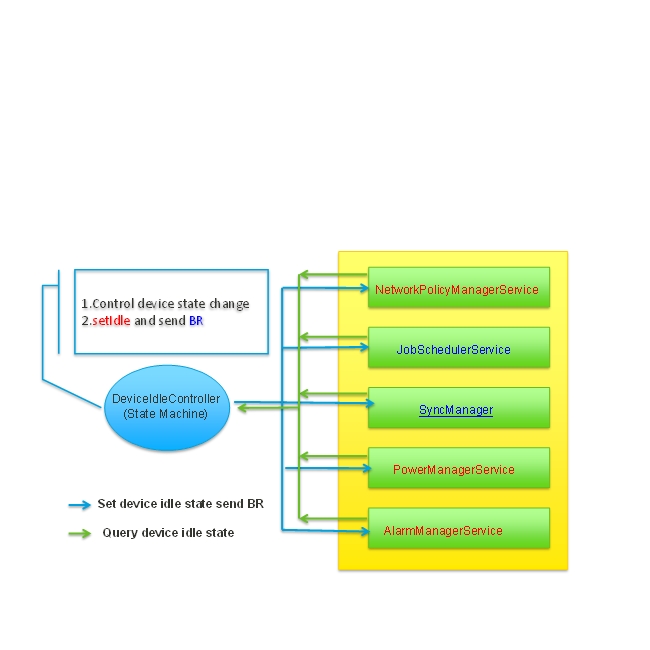 1.Control device state change
2.setIdle and send BR
DeviceIdleController
(State Machine)
NetworkPolicyManagerService
JobSchedulerService
SyncManager
PowerManagerService
AlarmManagerService
Set device idle state send BR
Query device idle state